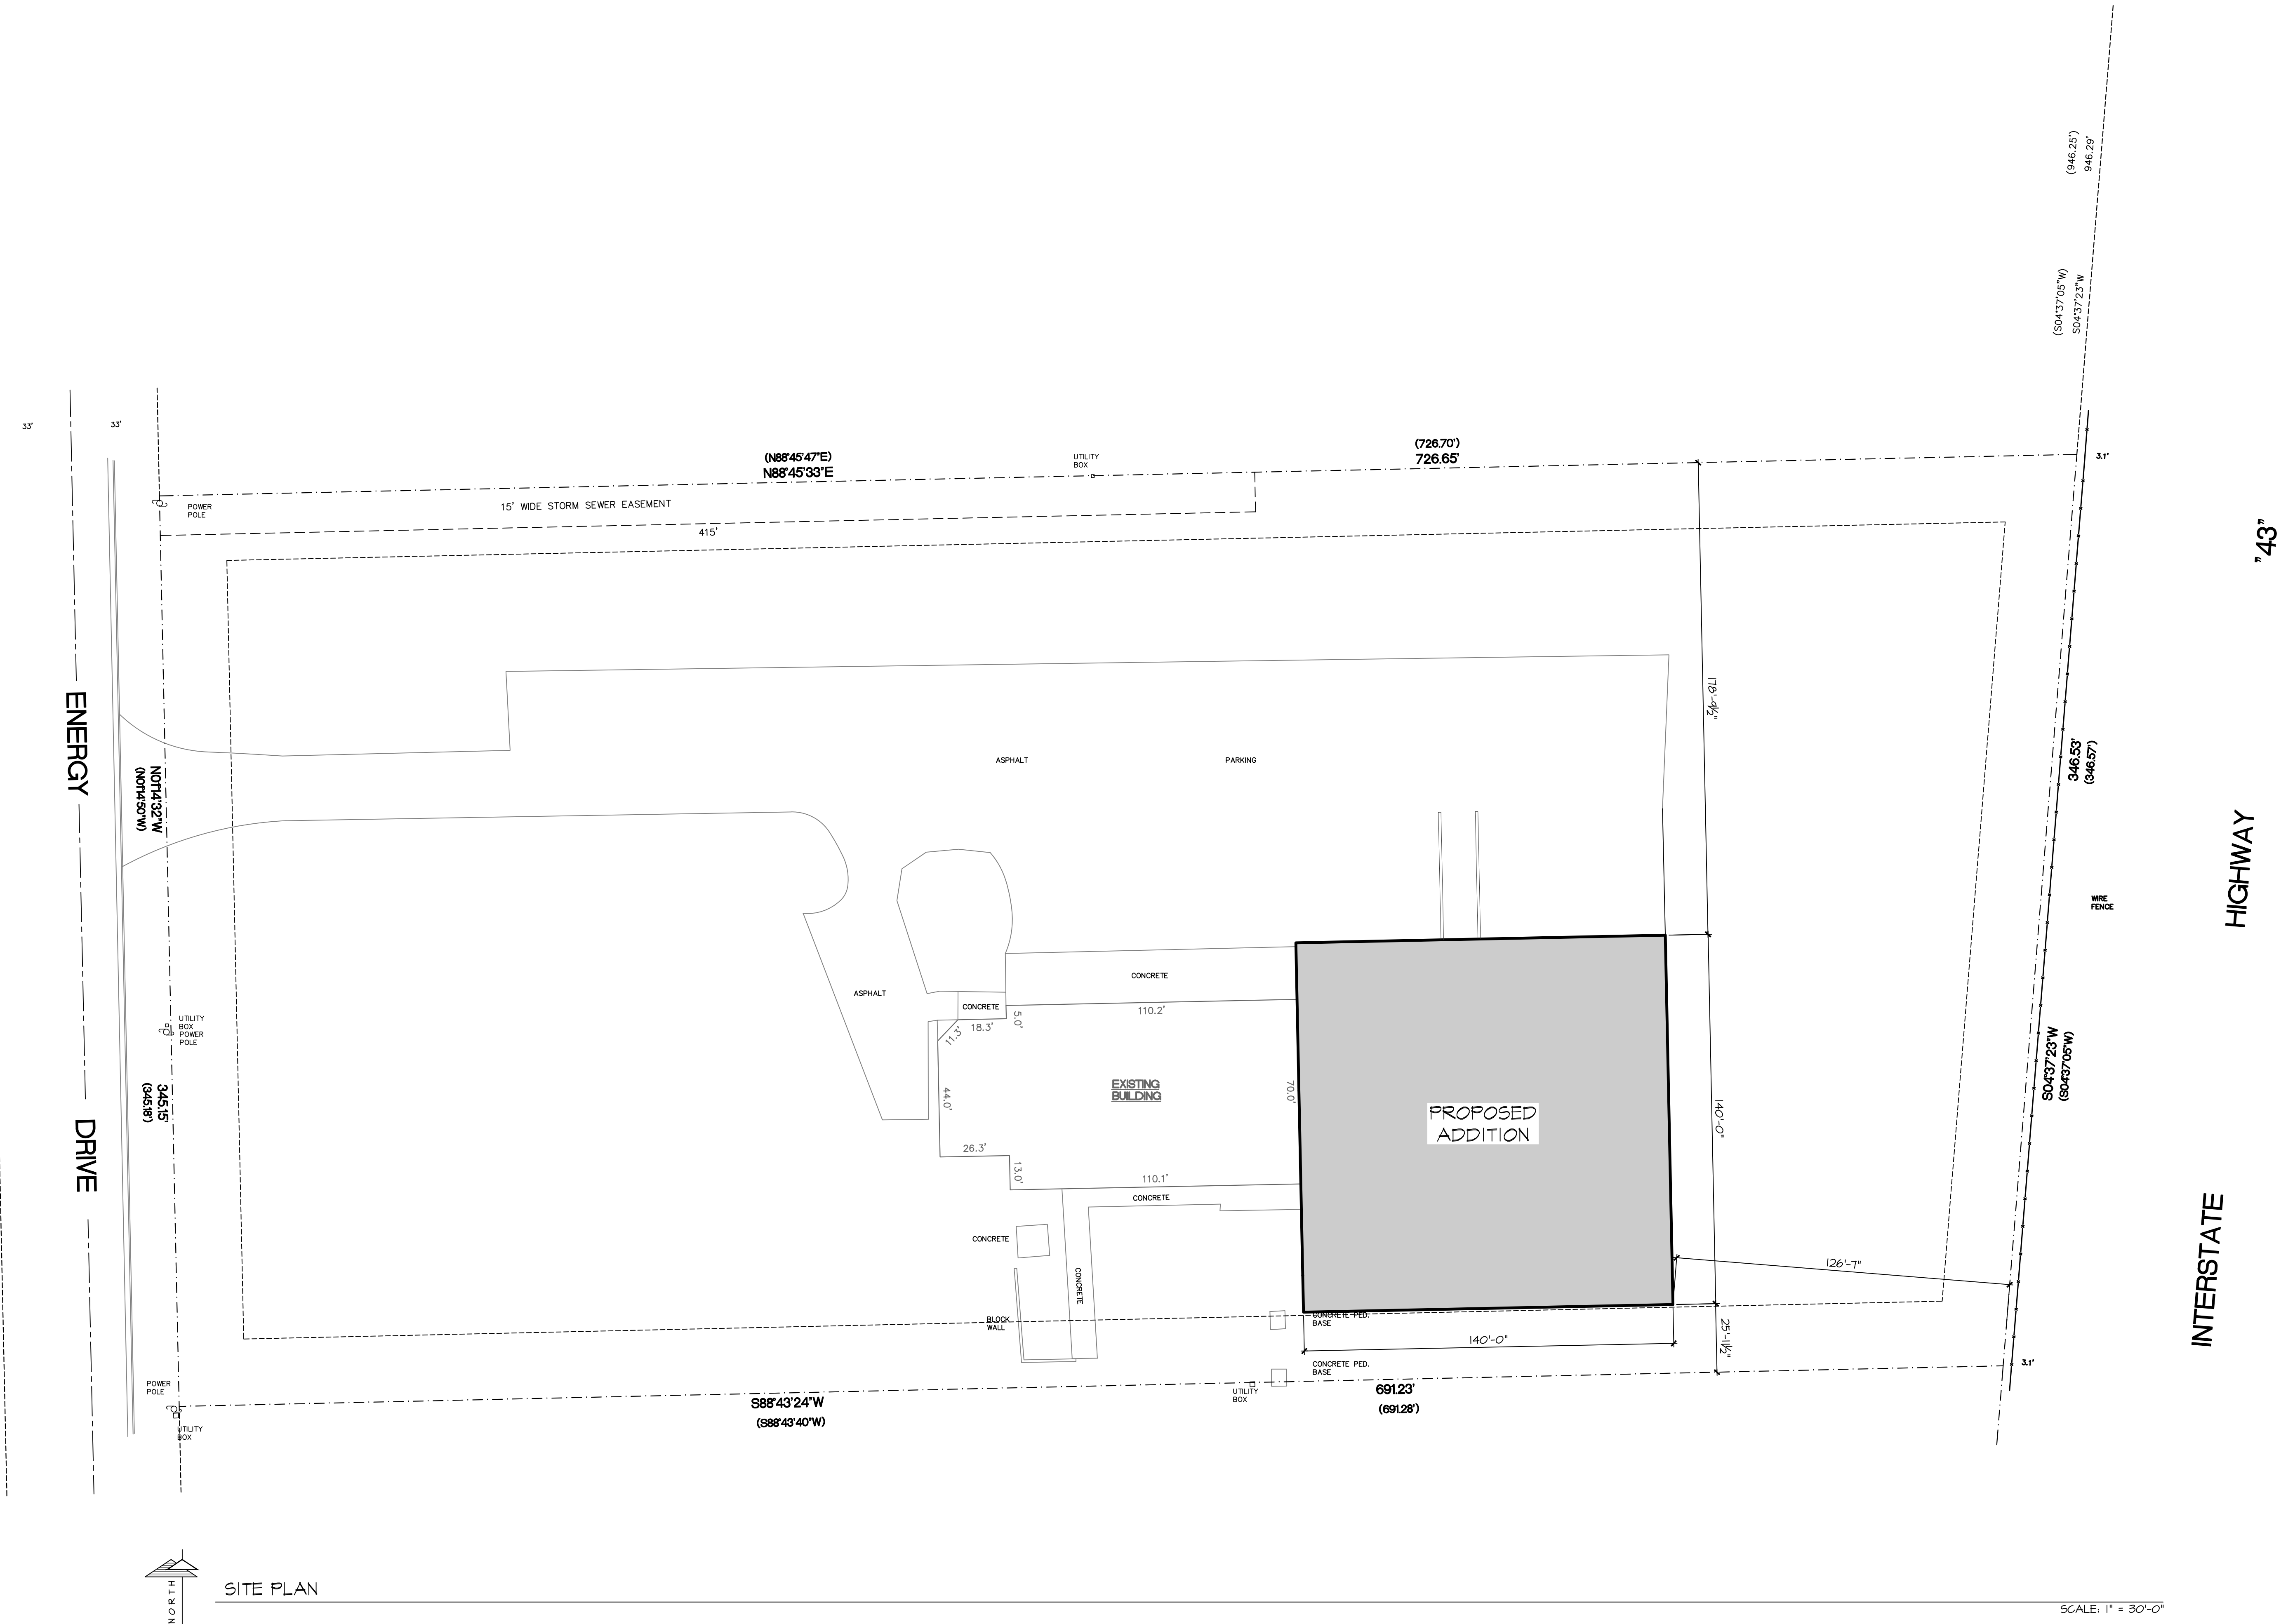 (946.25')
946.29'
(S04°37'05"W)
S04°37'23"W
33'
33'
(N88°45'47"E)
N88°45'33"E
UTILITY
BOX
(726.70')
726.65'
3.1'
POWER
POLE
15' WIDE STORM SEWER EASEMENT
415'
"43"
178'-9½"
ENERGY
N01°14'32"W
(N01°14'50"W)
ASPHALT
PARKING
346.53'
(346.57')
HIGHWAY
WIRE
FENCE
CONCRETE
ASPHALT
CONCRETE
110.2'
5.0'
18.3'
11.3'
UTILITY
BOX
POWER
POLE
S04°37'23"W
(S04°37'05"W)
345.15'
(345.18')
44.0'
EXISTING
BUILDING
70.0'
PROPOSED
ADDITION
140'-0"
DRIVE
26.3'
13.0'
110.1'
CONCRETE
CONCRETE
CONCRETE
126'-7"
INTERSTATE
BLOCK
WALL
CONCRETE PED.
BASE
140'-0"
25'-11½"
CONCRETE PED.
BASE
3.1'
POWER
POLE
UTILITY
BOX
S88°43'24"W
(S88°43'40"W)
UTILITY
BOX
691.23'
(691.28')
NORTH
SITE PLAN
SCALE: 1" = 30'-0"